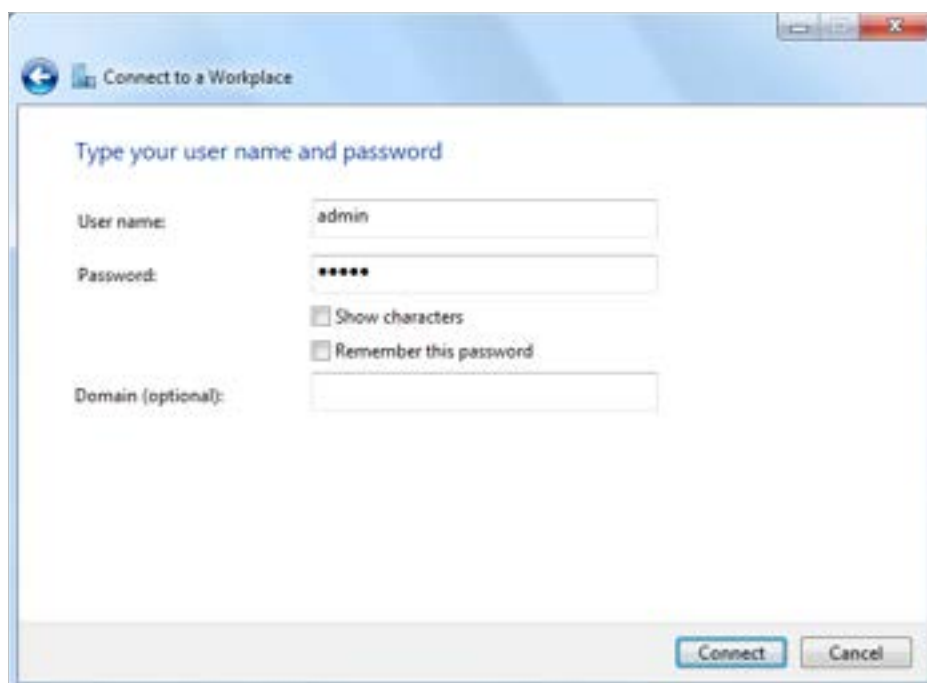 Connect to a Workplace
Type your user name and password
User name:
admin
Password:
•••••
Show characters
Remember this password
Domain (optional):
Connect
Cancel